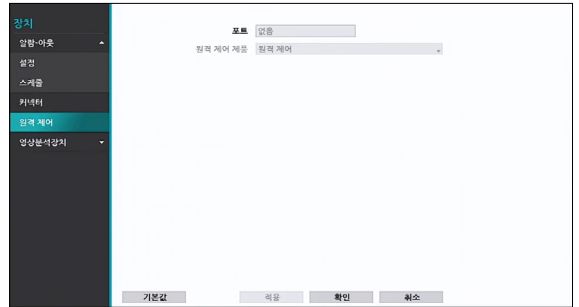 장치
알람-아웃
설정
스케줄
커넥터
원격 제어
영상분석장치
포트 없음
원격 제어 제품 원격 제어
기본값 적용 확인 취소